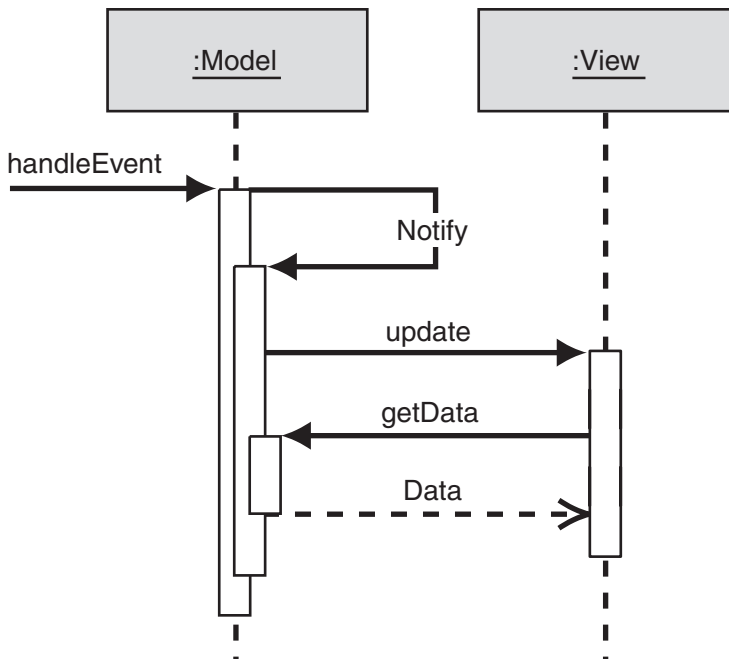 :Model
:View
handleEvent
Notify
update
getData
Data